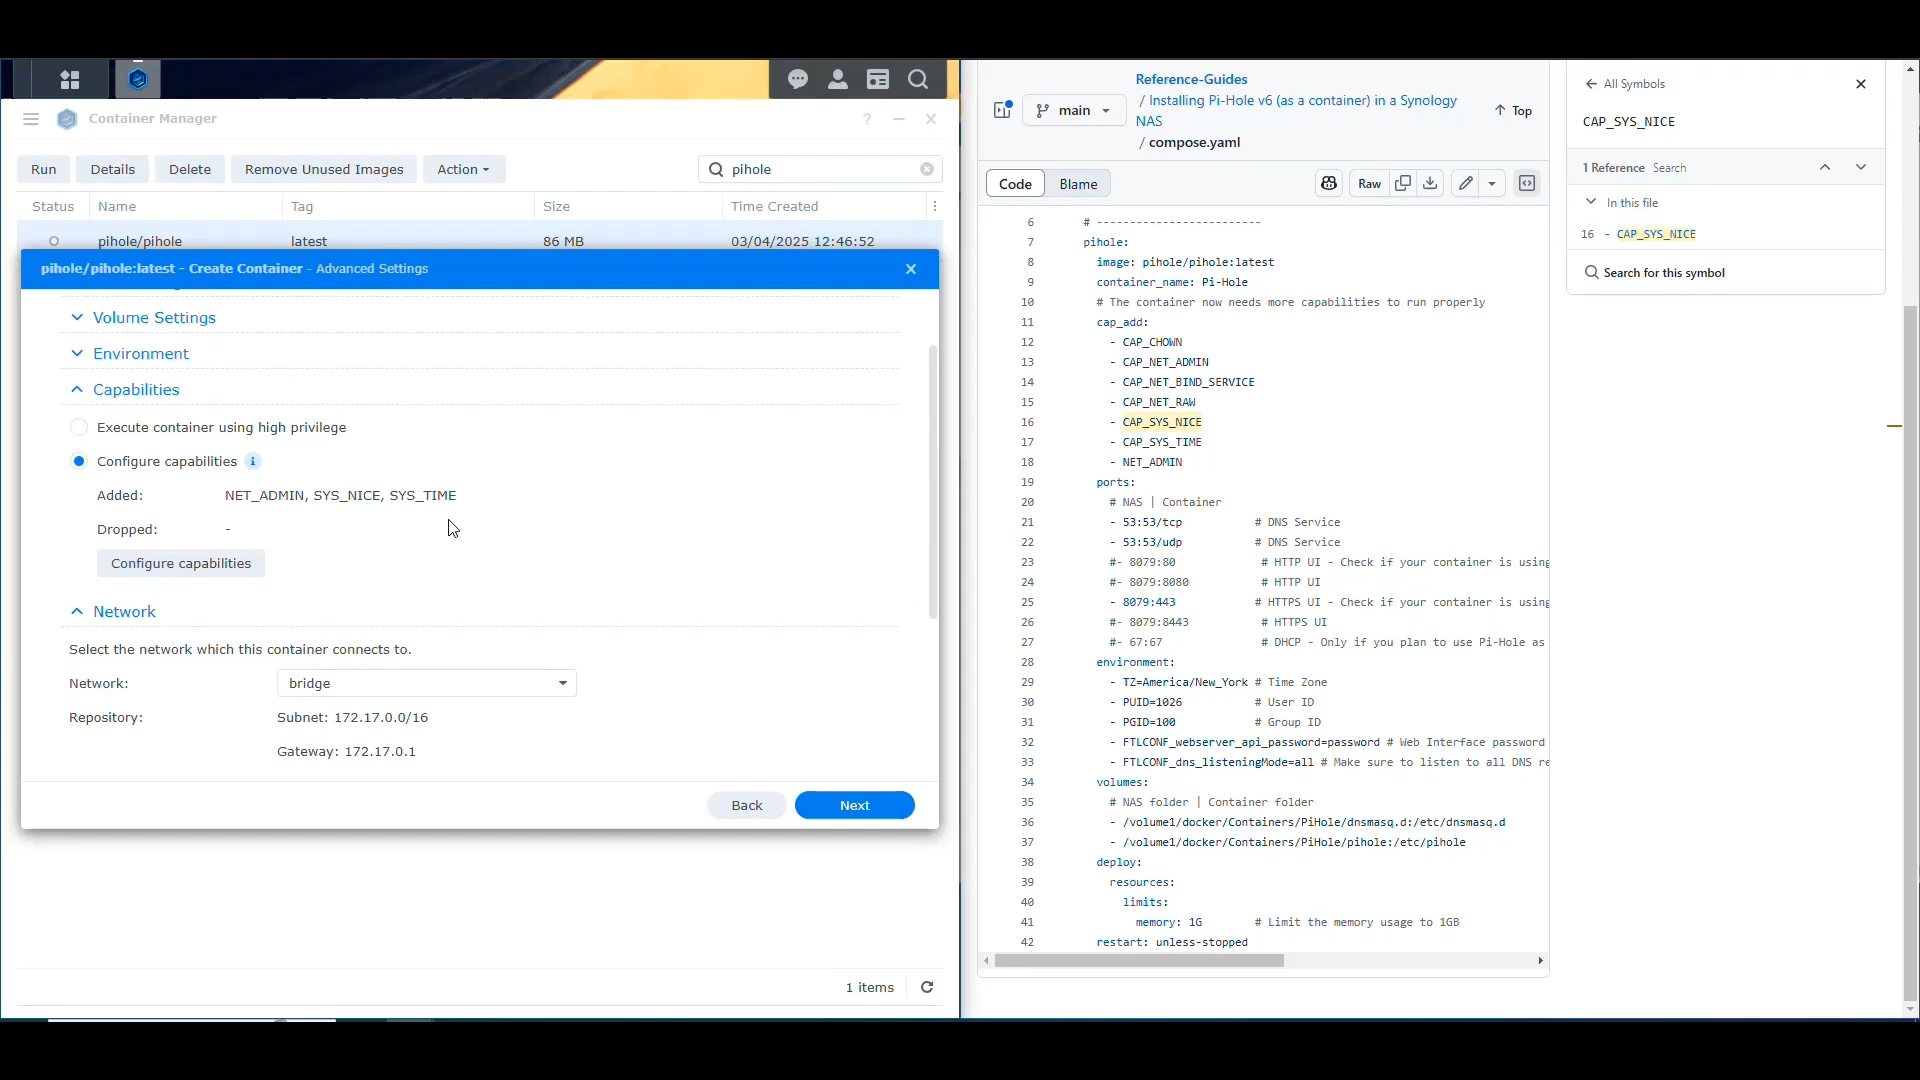 Container Manager
Run
Details
Delete
Remove Unused Images
Action
pihole
Status
Name
Tag
Size
Time Created
pihole/pihole
latest
86 MB
03/04/2025 12:46:52
pihole/pihole:latest - Create Container - Advanced Settings
Volume Settings
Environment
Capabilities
Execute container using high privilege
Configure capabilities
Added: NET_ADMIN, SYS_NICE, SYS_TIME
Dropped: -
Configure capabilities
Network
Select the network which this container connects to.
Network: bridge
Repository: Subnet: 172.17.0.0/16
Gateway: 172.17.0.1
Back
Next
1 items
main
Reference-Guides
/ Installing Pi-Hole v6 (as a container) in a Synology
NAS
/ compose.yaml
Top
Code
Blame
Raw
6 # -------------------------
7 pihole:
8 image: pihole/pihole:latest
9 container_name: Pi-Hole
10 # The container now needs more capabilities to run properly
11 cap_add:
12 - CAP_CHOWN
13 - CAP_NET_ADMIN
14 - CAP_NET_BIND_SERVICE
15 - CAP_NET_RAW
16 - CAP_SYS_NICE
17 - CAP_SYS_TIME
18 - NET_ADMIN
19 ports:
20 # NAS | Container
21 - 53:53/tcp # DNS Service
22 - 53:53/udp # DNS Service
23 #- 8079:80 # HTTP UI - Check if your container is using
24 #- 8079:8080 # HTTP UI
25 - 8079:443 # HTTPS UI - Check if your container is using
26 #- 8079:8443 # HTTPS UI
27 #- 67:67 # DHCP - Only if you plan to use Pi-Hole as
28 environment:
29 - TZ=America/New_York # Time Zone
30 - PUID=1026 # User ID
31 - PGID=100 # Group ID
32 - FTLCONF_webserver_api_password=password # Web Interface password
33 - FTLCONF_dns_listeningMode=all # Make sure to listen to all DNS re
34 volumes:
35 # NAS folder | Container folder
36 - /volume1/docker/Containers/PiHole/dnsmasq.d:/etc/dnsmasq.d
37 - /volume1/docker/Containers/PiHole/pihole:/etc/pihole
38 deploy:
39 resources:
40 limits:
41 memory: 1G # Limit the memory usage to 1GB
42 restart: unless-stopped
All Symbols
CAP_SYS_NICE
1 Reference Search
In this file
16 - CAP_SYS_NICE
Search for this symbol